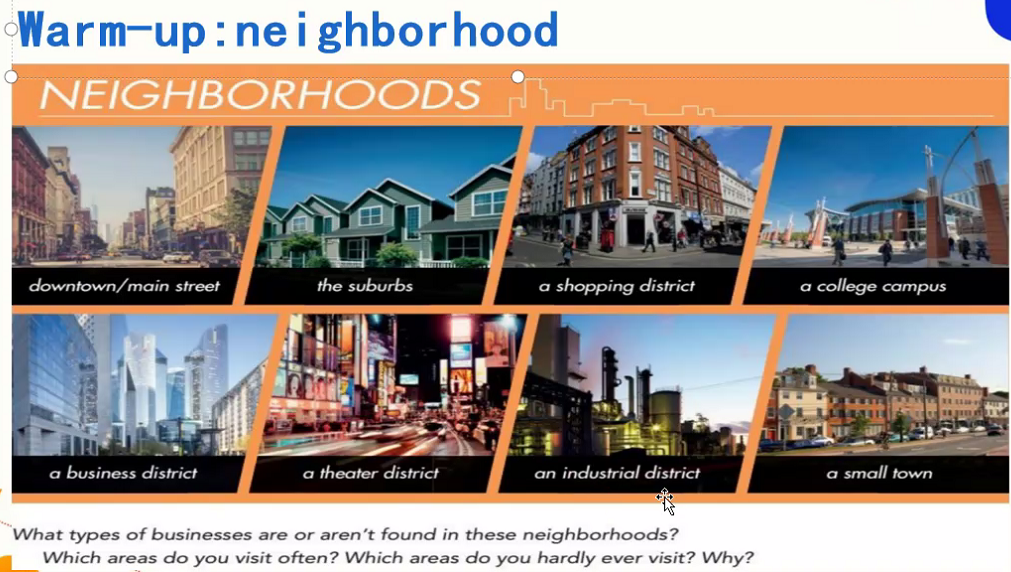 Warm-up:neighborhood
NEIGHBORHOODS
downtown/main street
the suburbs
a shopping district
a college campus
a business district
a theater district
an industrial district
a small town
What types of businesses are or aren't found in these neighborhoods?
Which areas do you visit often? Which areas do you hardly ever visit? Why?